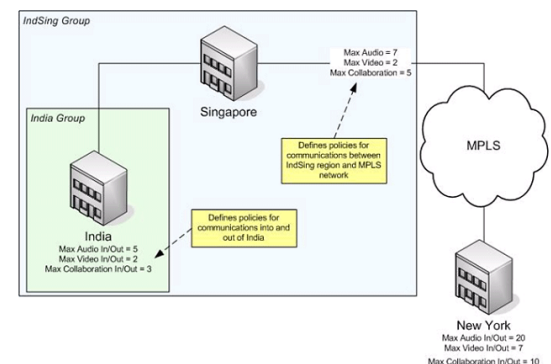 IndSing Group
Max Audio = 7
Max Video = 2
Max Collaboration = 5
Singapore
India Group
MPLS
Defines policies for
communications between
IndSing region and MPLS
network
Defines policies for
communications into and
out of India
India
Max Audio In/Out = 5
Max Video In/Out = 2
Max Collaboration In/Out = 3
New York
Max Audio In/Out = 20
Max Video In/Out = 7
Max Collaboration In/Out = 10